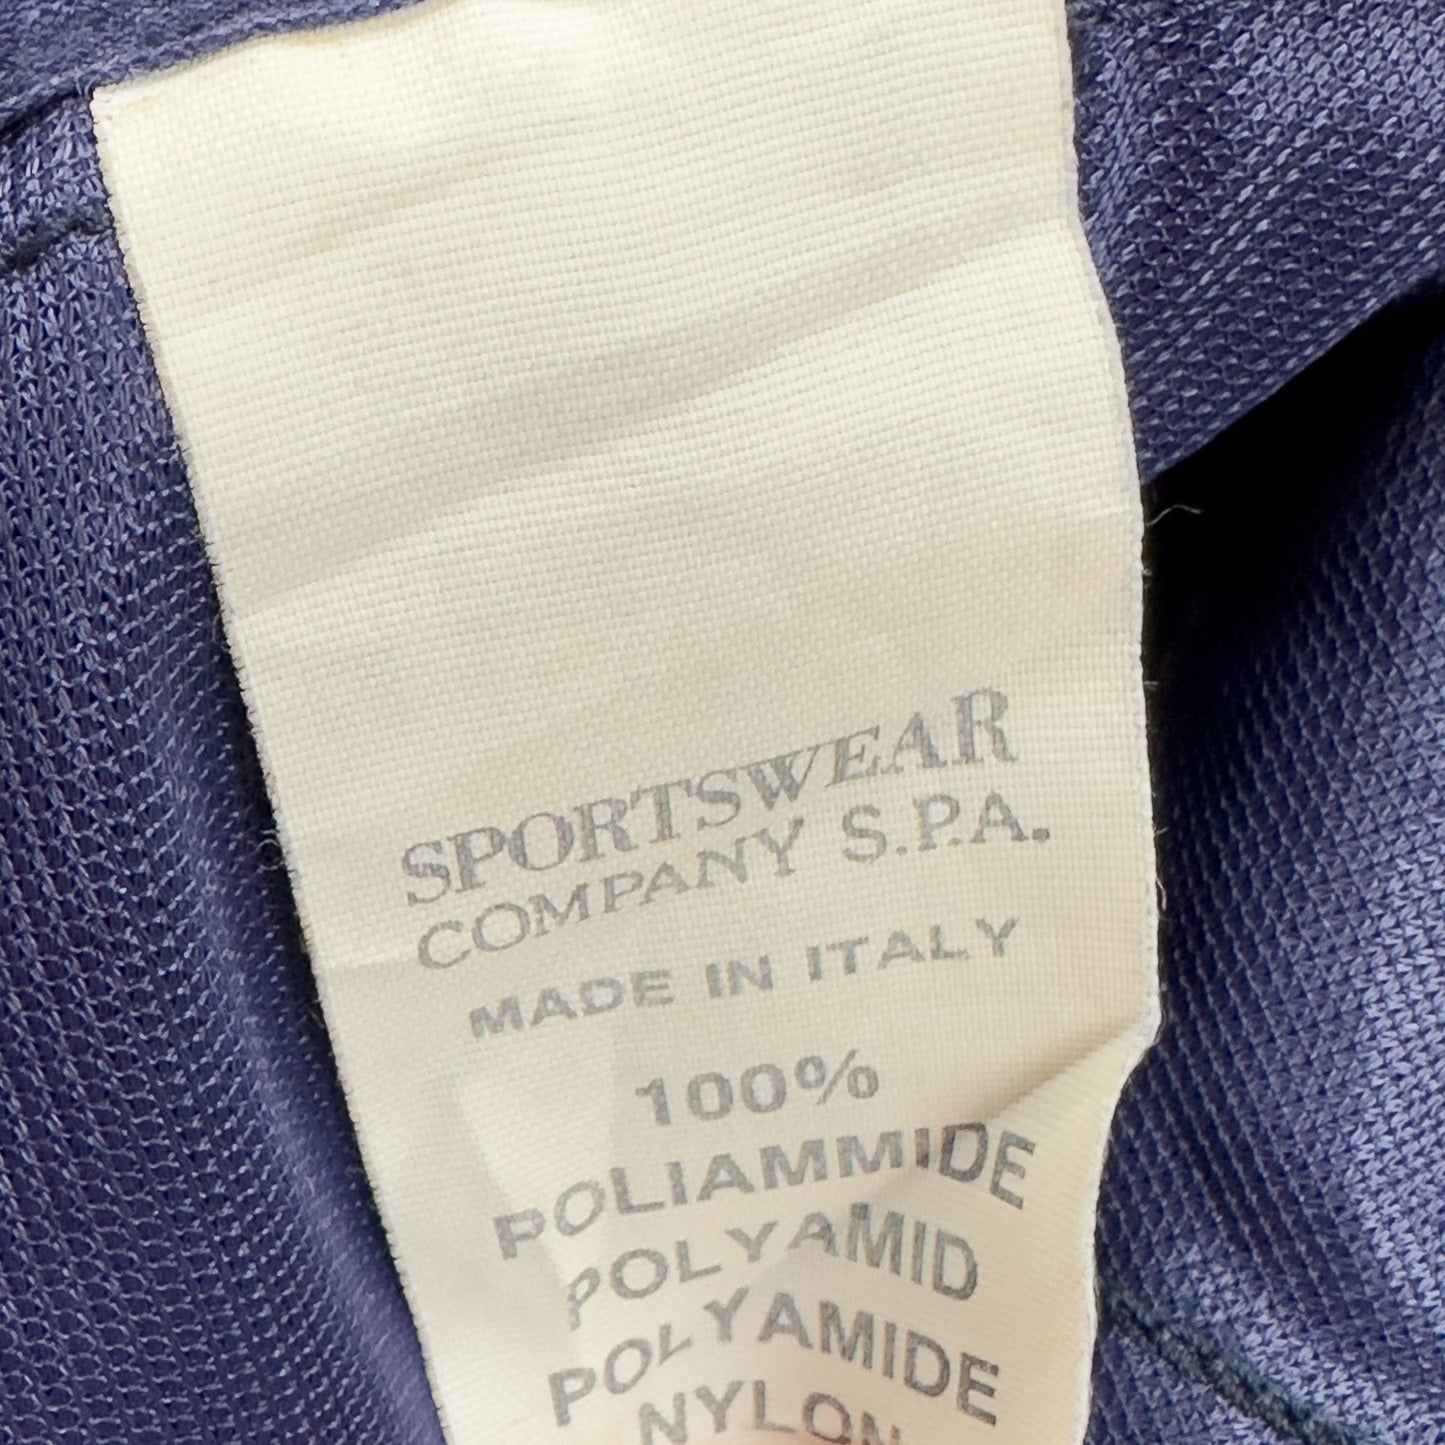 SPORTSWEAR
COMPANY S.P.A.
MADE IN ITALY
100%
POLIAMMIDE
POLYAMID
POLYAMIDE
NYLON